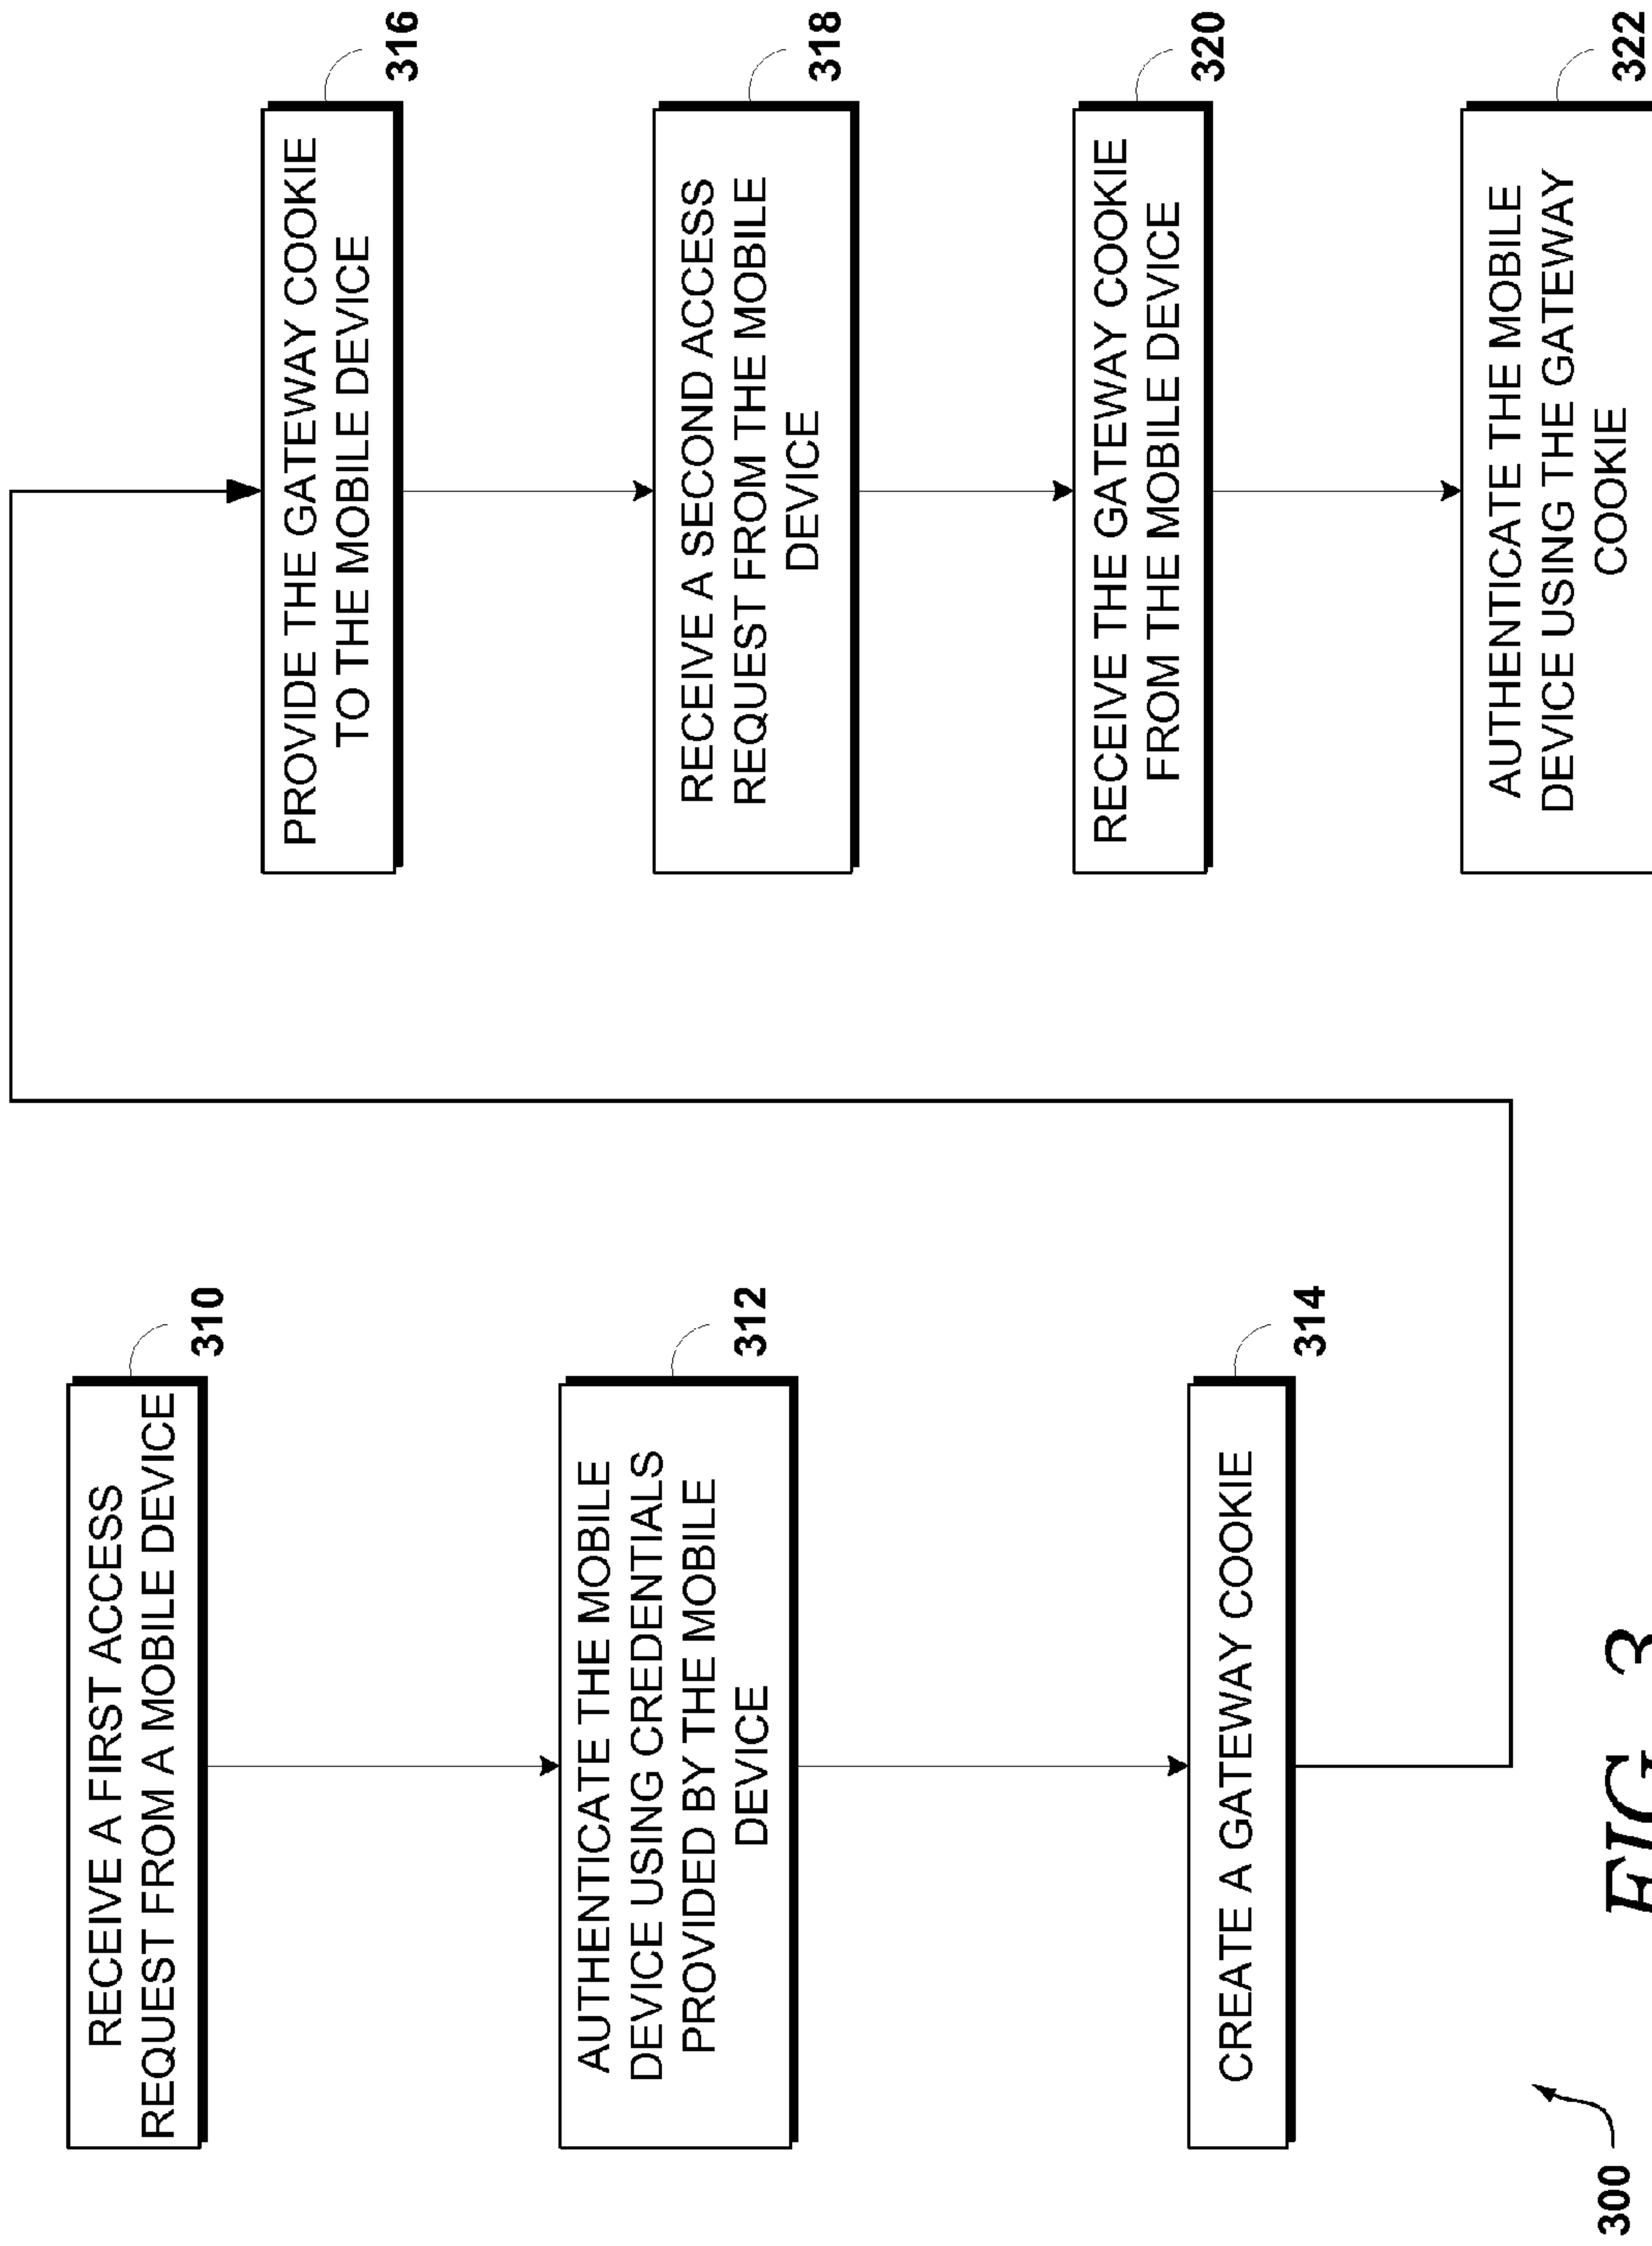 RECEIVE A FIRST ACCESS
REQUEST FROM A MOBILE DEVICE
310
AUTHENTICATE THE MOBILE
DEVICE USING CREDENTIALS
PROVIDED BY THE MOBILE
DEVICE
312
CREATE A GATEWAY COOKIE
314
PROVIDE THE GATEWAY COOKIE
TO THE MOBILE DEVICE
316
RECEIVE A SECOND ACCESS
REQUEST FROM THE MOBILE
DEVICE
318
RECEIVE THE GATEWAY COOKIE
FROM THE MOBILE DEVICE
320
AUTHENTICATE THE MOBILE
DEVICE USING THE GATEWAY
COOKIE
322
300
FIG. 3